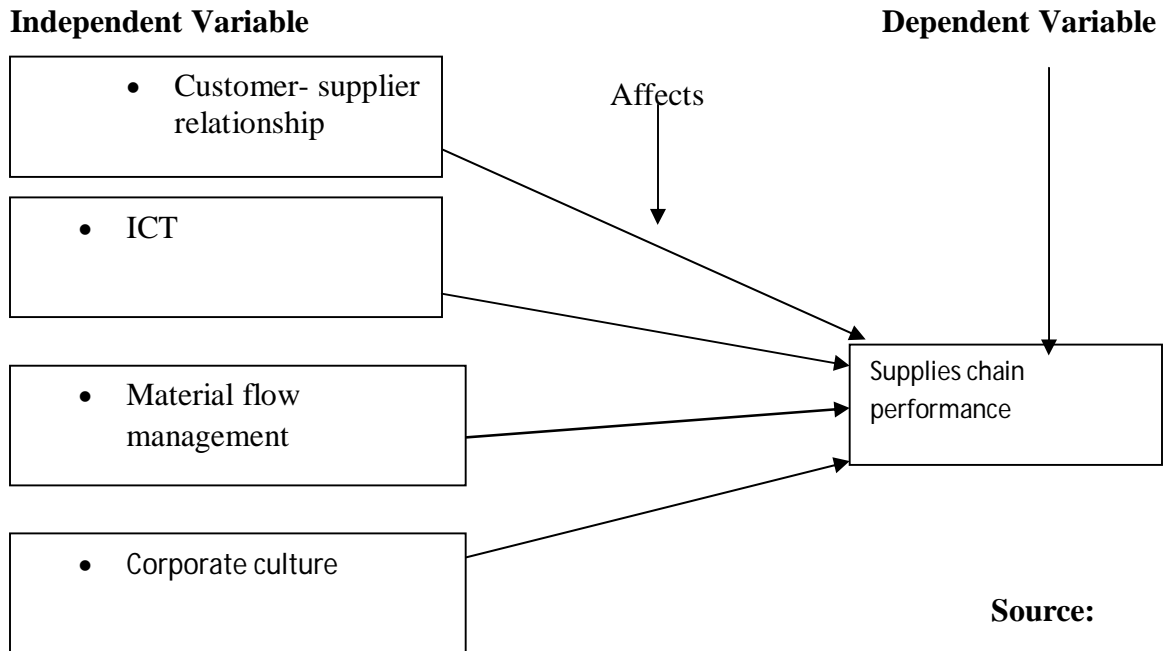 Independent Variable
Dependent Variable
• Customer- supplier
relationship
Affects
• ICT
• Material flow
management
Supplies chain
performance
• Corporate culture
Source: